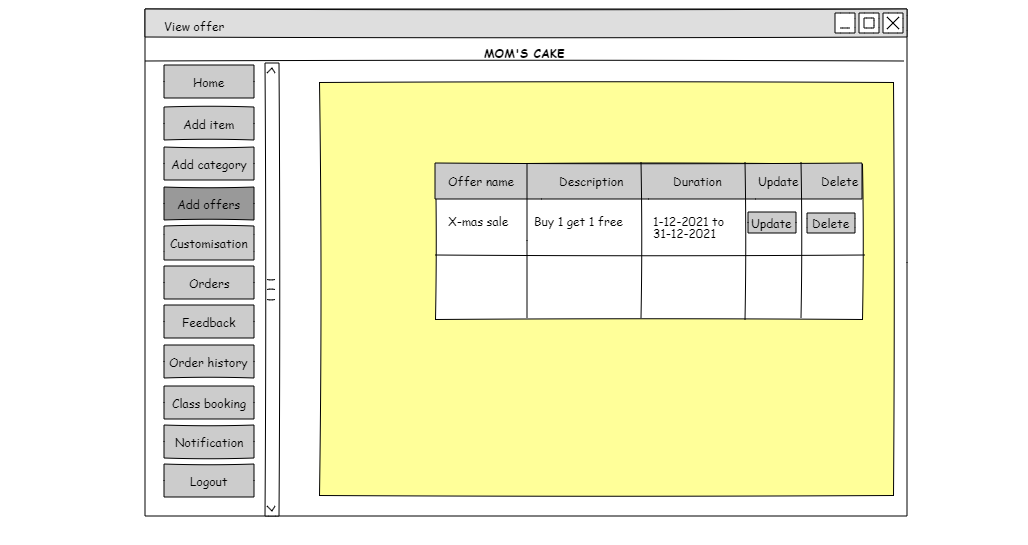 View offer
MOM'S CAKE
Home
Add item
Add category
Add offers
Customisation
Orders
Feedback
Order history
Class booking
Notification
Logout
Offer name Description Duration Update Delete
X-mas sale Buy 1 get 1 free 1-12-2021 to Update Delete
31-12-2021